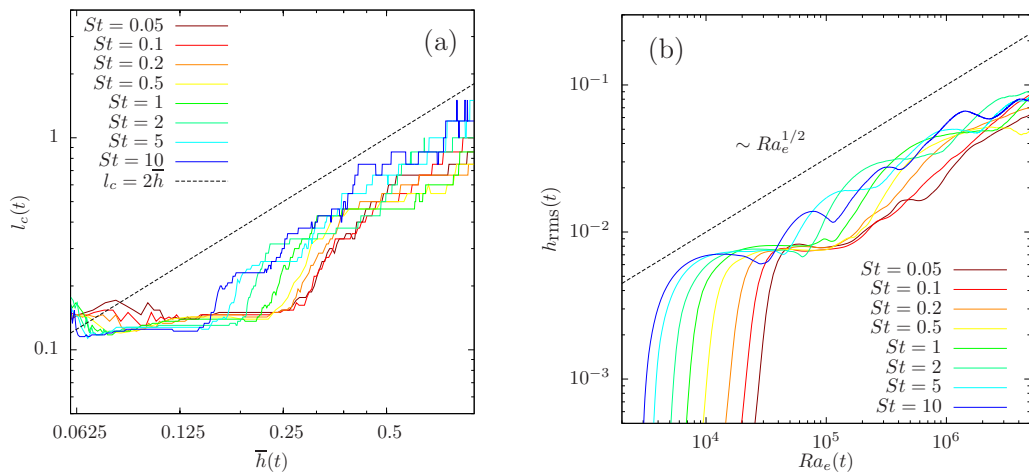 (a)
St = 0.05
St = 0.1
St = 0.2
St = 0.5
St = 1
St = 2
St = 5
St = 10
l_c = 2h̅
1
0.1
l_c(t)
0.0625 0.125 0.25 0.5
h̅(t)
(b)
10^{-1}
10^{-2}
10^{-3}
h_{rms}(t)
∼ Ra_e^{1/2}
St = 0.05
St = 0.1
St = 0.2
St = 0.5
St = 1
St = 2
St = 5
St = 10
10^4 10^5 10^6
Ra_e(t)